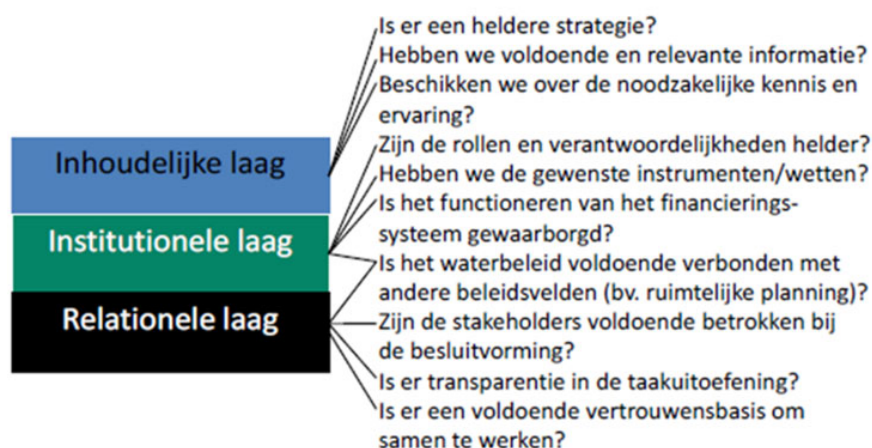 Is er een heldere strategie?
Hebben we voldoende en relevante informatie?
Beschikken we over de noodzakelijke kennis en
ervaring?
Zijn de rollen en verantwoordelijkheden helder?
Hebben we de gewenste instrumenten/wetten?
Is het functioneren van het financierings-
systeem gewaarborgd?
Is het waterbeleid voldoende verbonden met
andere beleidsvelden (bv. ruimtelijke planning)?
Zijn de stakeholders voldoende betrokken bij
de besluitvorming?
Is er transparentie in de taakuitoefening?
Is er een voldoende vertrouwensbasis om
samen te werken?
Inhoudelijke laag
Institutionele laag
Relationele laag